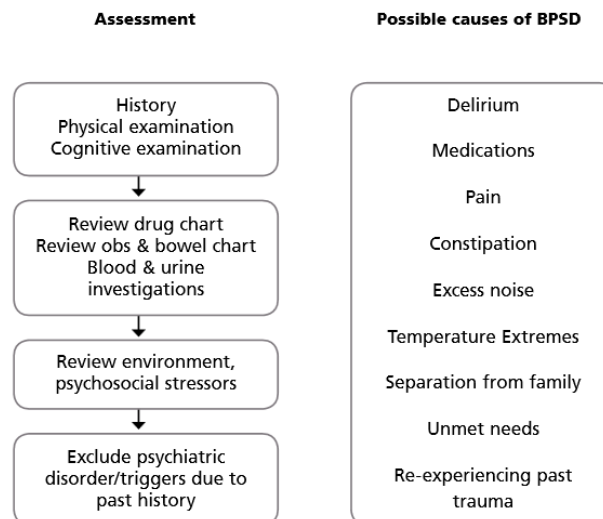 Assessment
History
Physical examination
Cognitive examination
Review drug chart
Review obs & bowel chart
Blood & urine
investigations
Review environment,
psychosocial stressors
Exclude psychiatric
disorder/triggers due to
past history
Possible causes of BPSD
Delirium
Medications
Pain
Constipation
Excess noise
Temperature Extremes
Separation from family
Unmet needs
Re-experiencing past
trauma